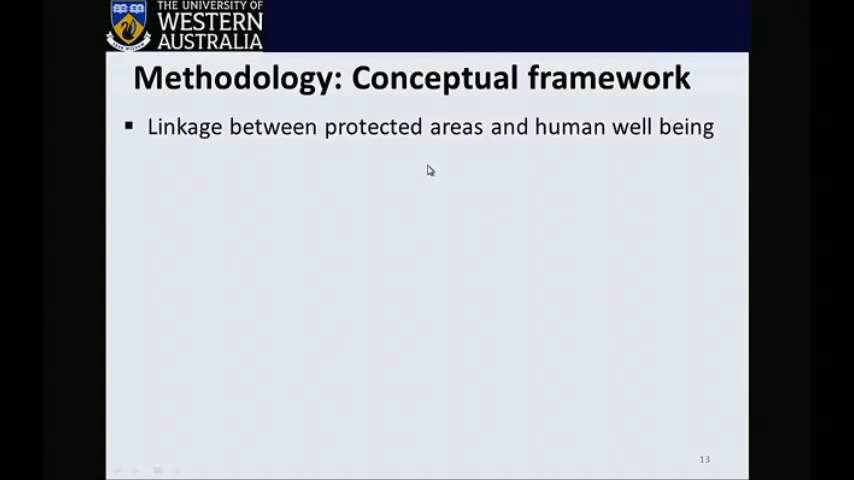 THE UNIVERSITY OF
WESTERN
AUSTRALIA
Methodology: Conceptual framework
▪ Linkage between protected areas and human well being
13